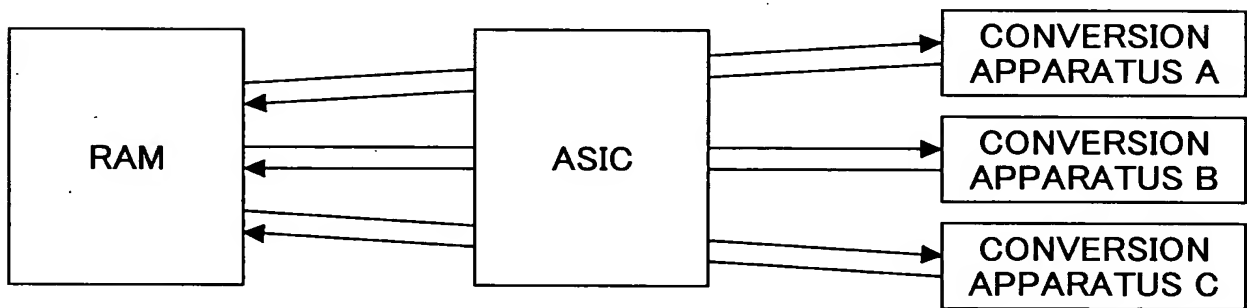 RAM
ASIC
CONVERSION
APPARATUS A
CONVERSION
APPARATUS B
CONVERSION
APPARATUS C